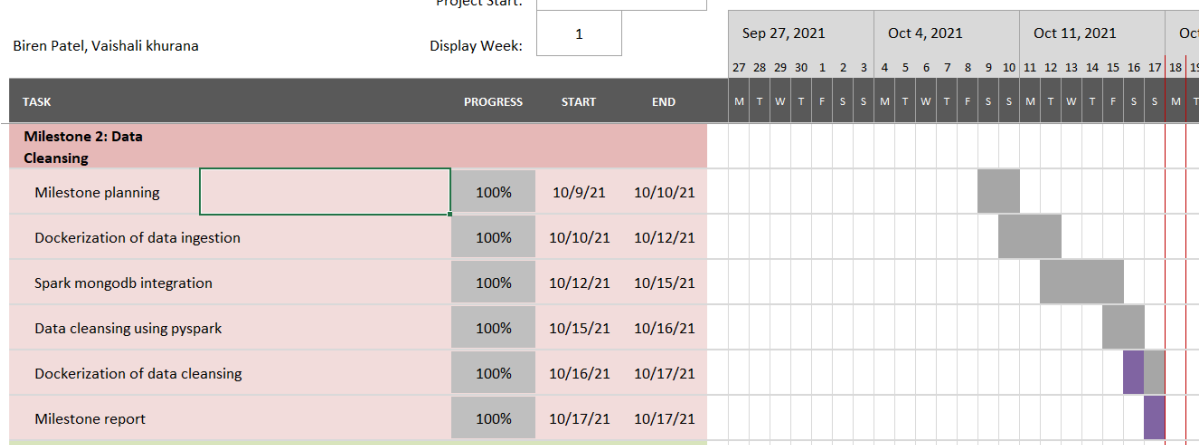 Project Start:
Biren Patel, Vaishali khurana
Display Week:
1
Sep 27, 2021
Oct 4, 2021
Oct 11, 2021
Oct
27 28 29 30 1 2 3 4 5 6 7 8 9 10 11 12 13 14 15 16 17 18 19
TASK PROGRESS START END M T W T F S S M T W T F S S M T W T F S S M T
Milestone 2: Data
Cleansing
Milestone planning 100% 10/9/21 10/10/21
Dockerization of data ingestion 100% 10/10/21 10/12/21
Spark mongodb integration 100% 10/12/21 10/15/21
Data cleansing using pyspark 100% 10/15/21 10/16/21
Dockerization of data cleansing 100% 10/16/21 10/17/21
Milestone report 100% 10/17/21 10/17/21